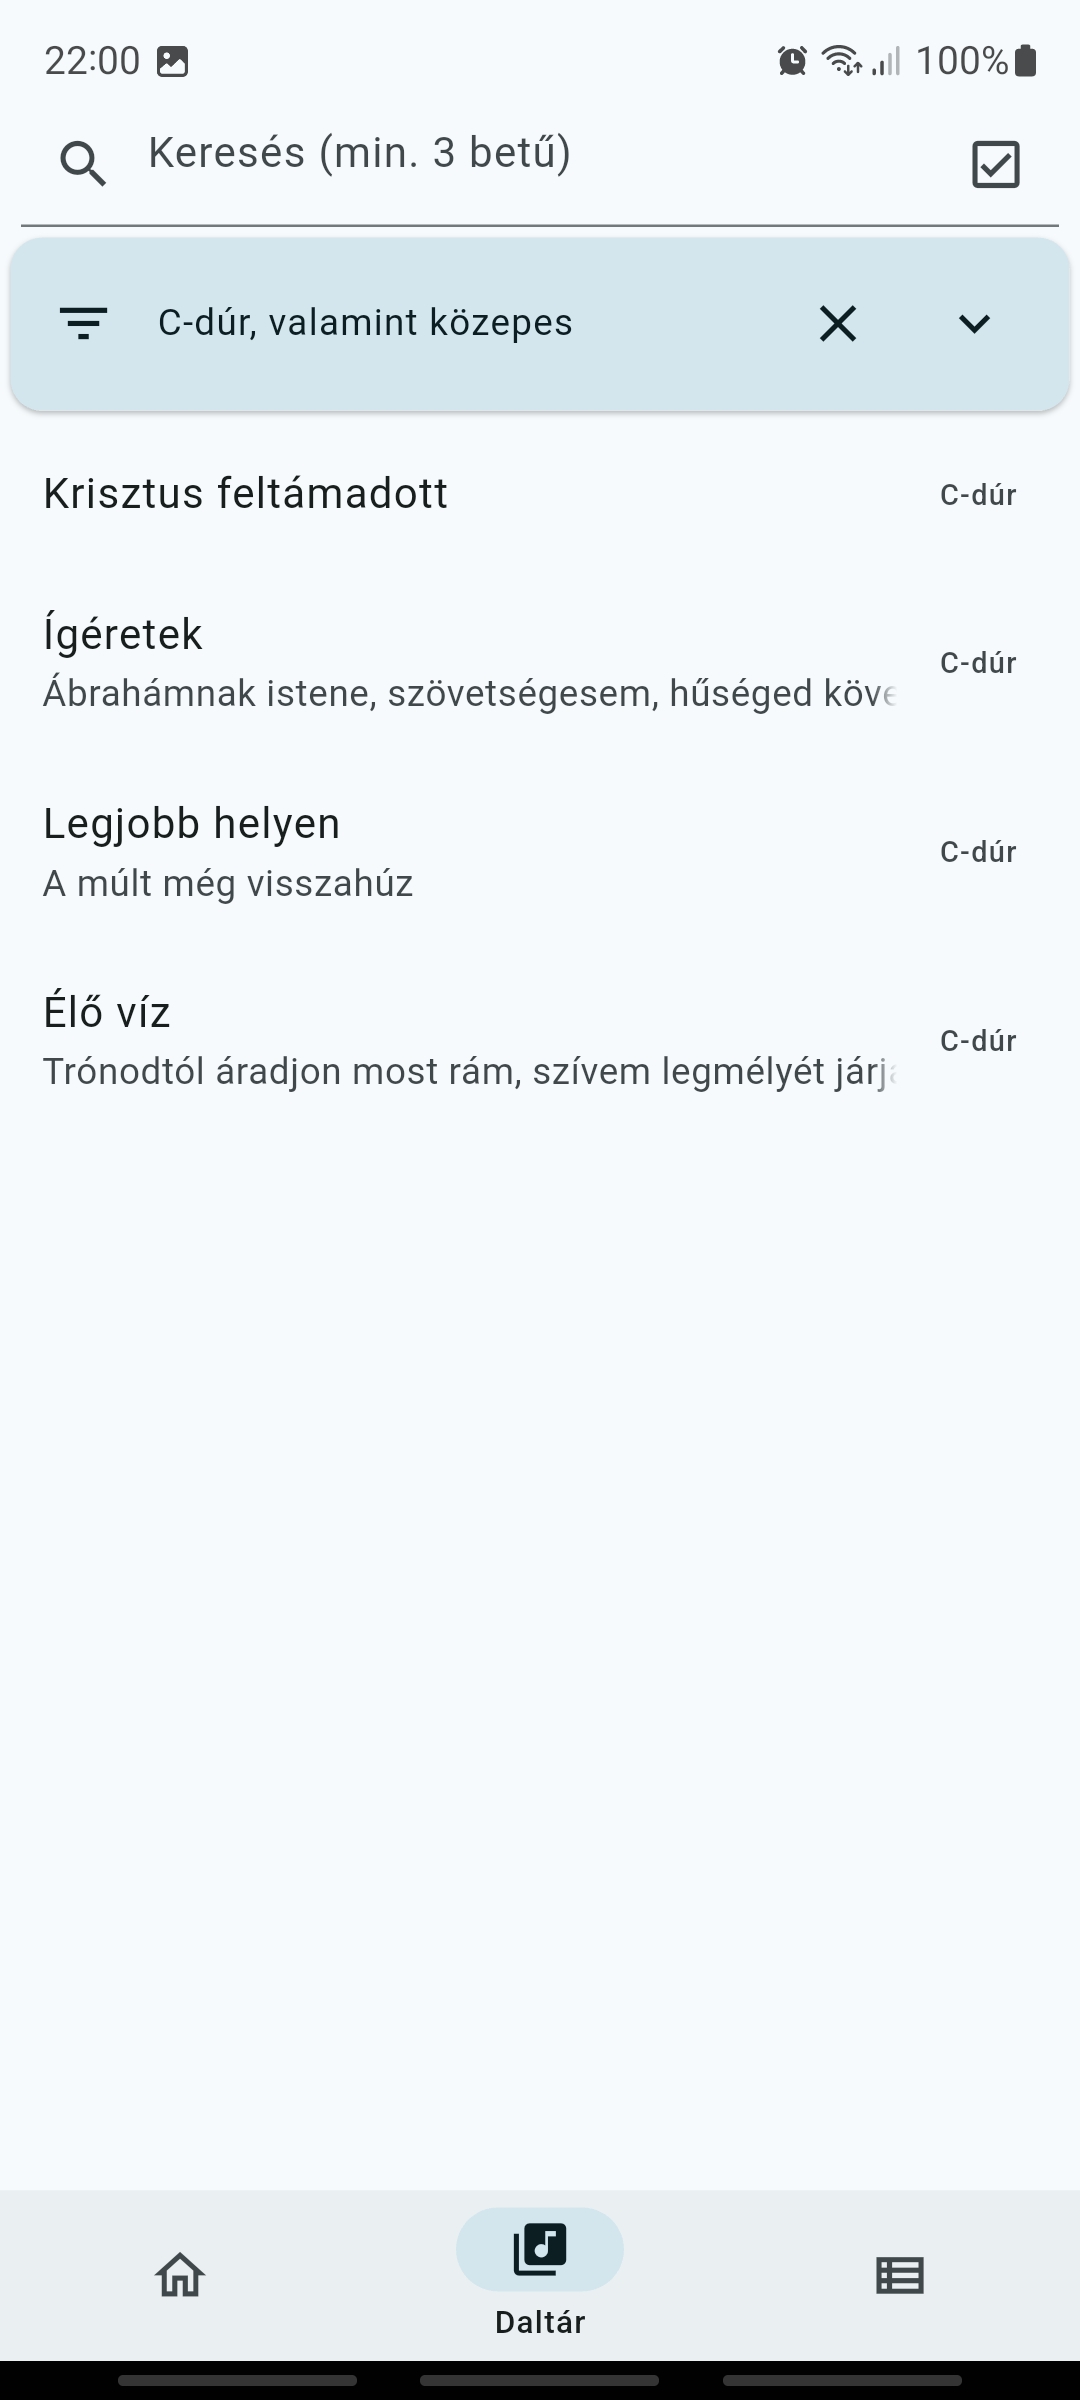 22:00
100%
Keresés (min. 3 betű)
C-dúr, valamint közepes
Krisztus feltámadott
C-dúr
Ígéretek
Ábrahámnak istene, szövetségesem, hűséged köve
C-dúr
Legjobb helyen
A múlt még visszahúz
C-dúr
Élő víz
Trónodtól áradjon most rám, szívem legmélyét járja
C-dúr
Daltár